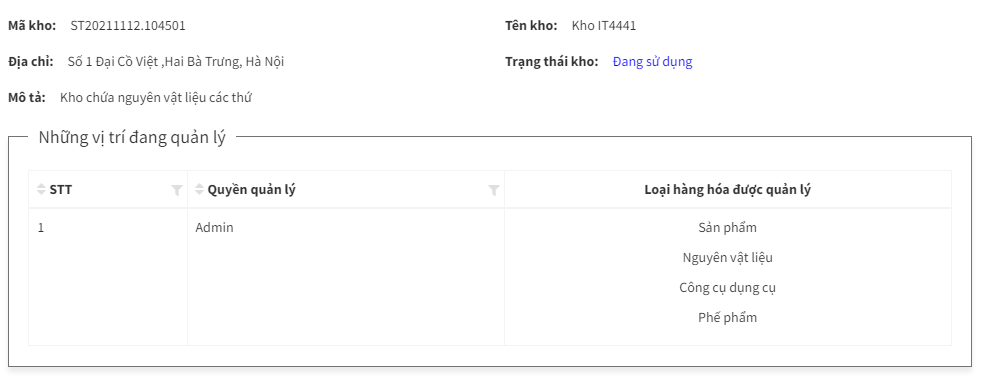 Mã kho: ST20211112.104501 Tên kho: Kho IT4441
Địa chỉ: Số 1 Đại Cồ Việt ,Hai Bà Trưng, Hà Nội Trạng thái kho: Đang sử dụng
Mô tả: Kho chứa nguyên vật liệu các thứ
Những vị trí đang quản lý
STT Quyền quản lý Loại hàng hóa được quản lý
1 Admin Sản phẩm
Nguyên vật liệu
Công cụ dụng cụ
Phế phẩm